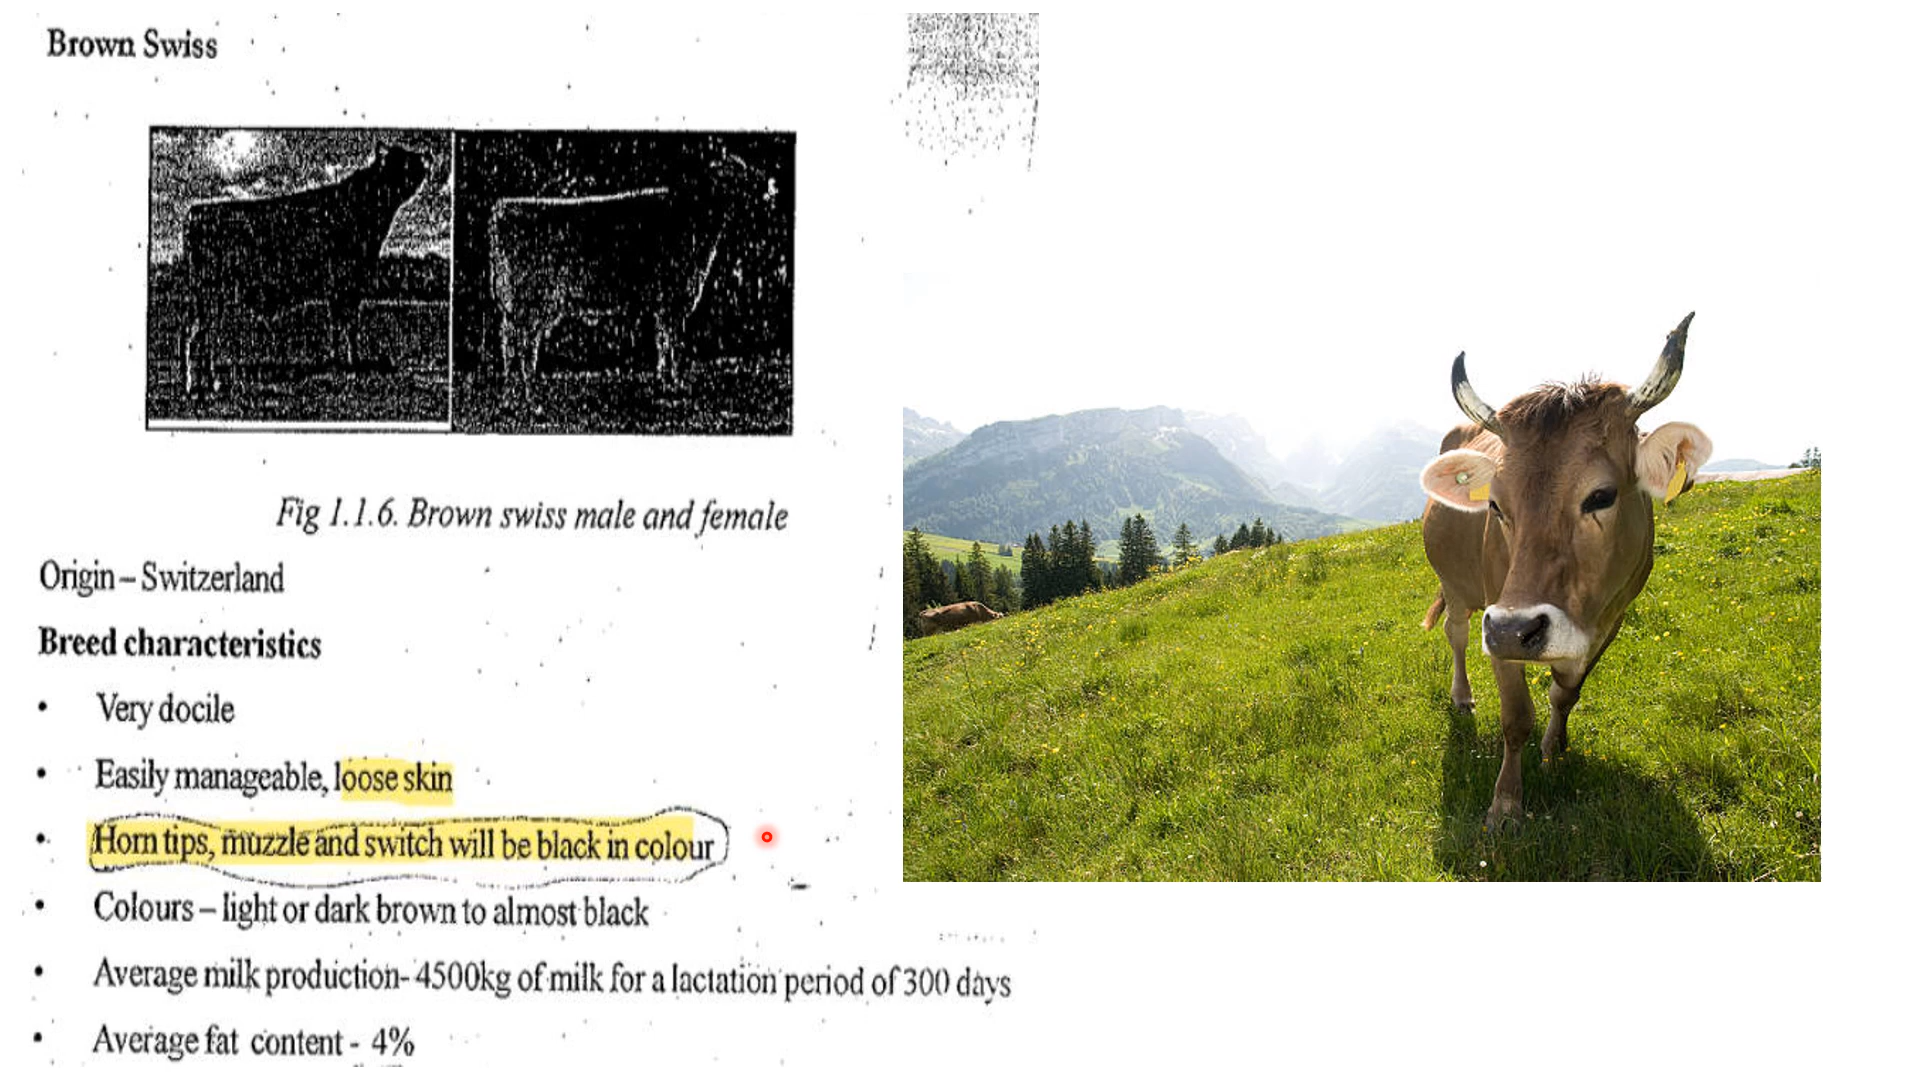 Brown Swiss
Fig 1.1.6. Brown swiss male and female
Origin – Switzerland
Breed characteristics
• Very docile
• Easily manageable, loose skin
• Horn tips, muzzle and switch will be black in colour
• Colours – light or dark brown to almost black
• Average milk production- 4500kg of milk for a lactation period of 300 days
• Average fat content - 4%